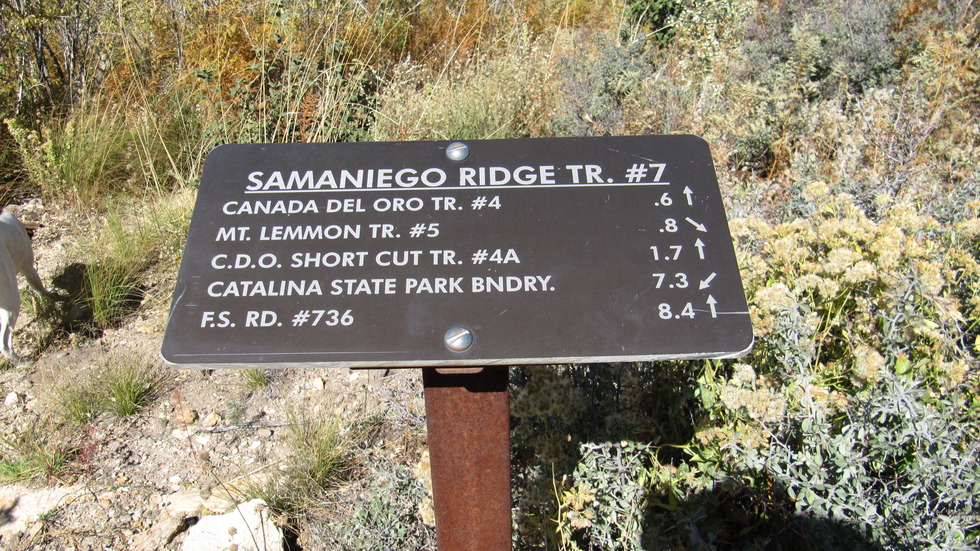 SAMANIEGO RIDGE TR. #7
CANADA DEL ORO TR. #4 .6 ↑
MT. LEMMON TR. #5 .8 ↘
C.D.O. SHORT CUT TR. #4A 1.7 ↑
CATALINA STATE PARK BNDRY. 7.3 ↙
F.S. RD. #736 8.4 ↑